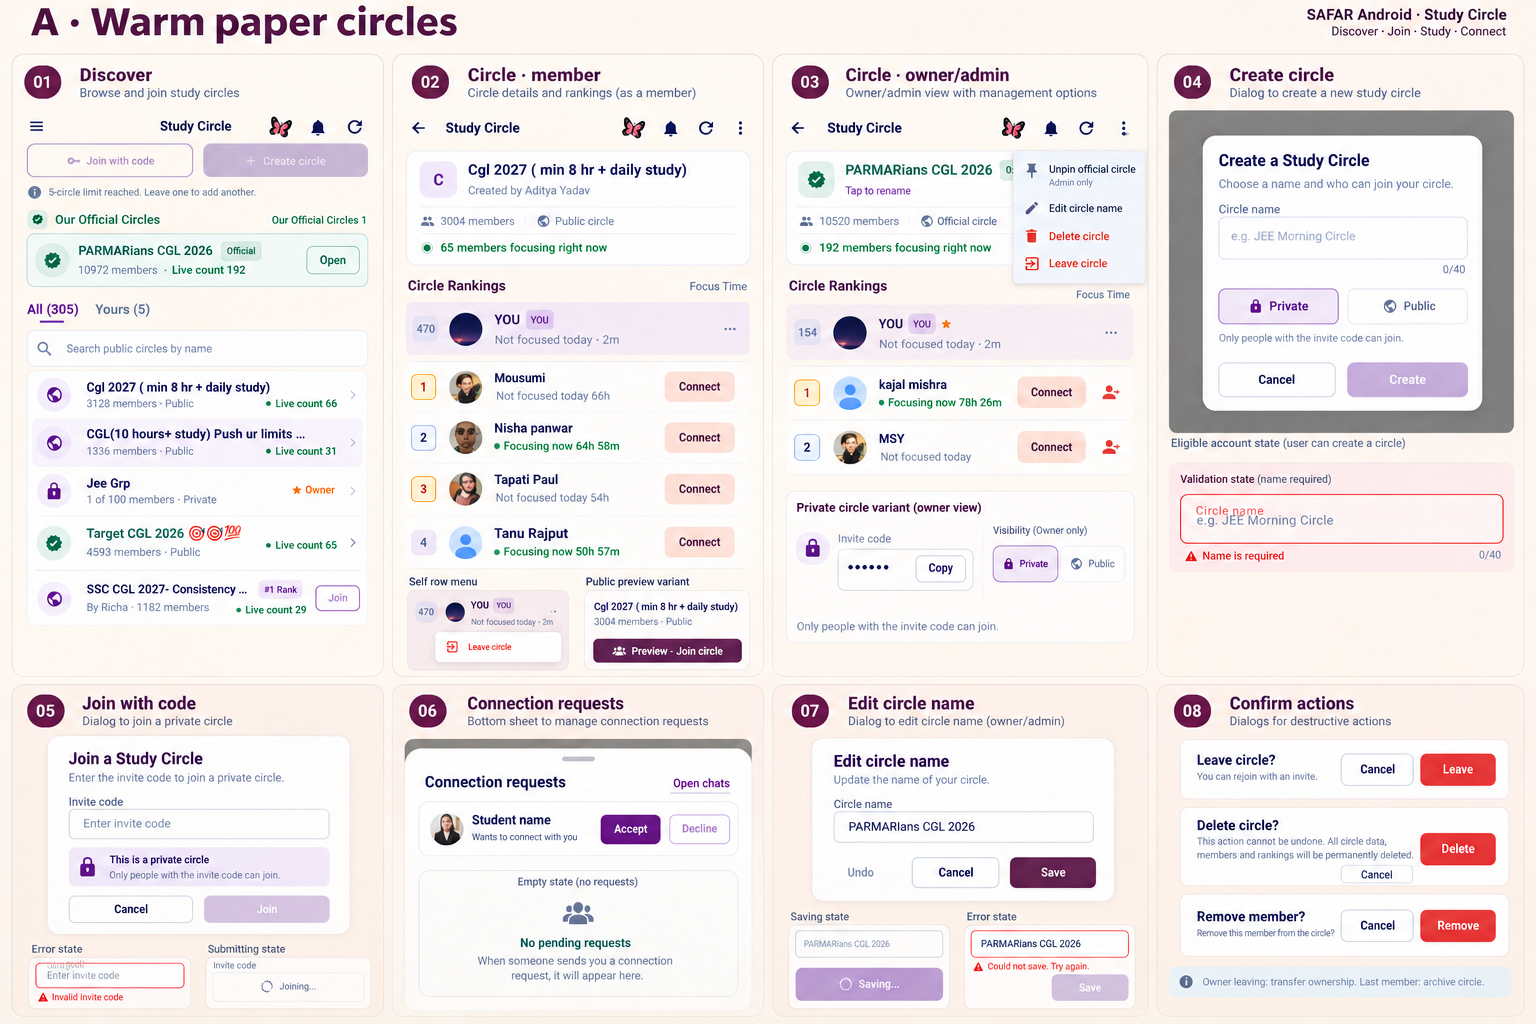 A · Warm paper circles
SAFAR Android · Study Circle
Discover · Join · Study · Connect
01
Discover
Browse and join study circles
Study Circle
Join with code
+ Create circle
5-circle limit reached. Leave one to add another.
Our Official Circles
Our Official Circles 1
PARMARians CGL 2026
Official
10972 members · Live count 192
Open
All (305)
Yours (5)
Search public circles by name
Cgl 2027 ( min 8 hr + daily study)
3128 members · Public
Live count 66
CGL(10 hours+ study) Push ur limits ...
1336 members · Public
Live count 31
Jee Grp
1 of 100 members · Private
Owner
Target CGL 2026 🎯🎯💯
4593 members · Public
Live count 65
SSC CGL 2027- Consistency ...
#1 Rank
By Richa · 1182 members
Live count 29
Join
02
Circle · member
Circle details and rankings (as a member)
Study Circle
C
Cgl 2027 ( min 8 hr + daily study)
Created by Aditya Yadav
3004 members
Public circle
65 members focusing right now
Circle Rankings
Focus Time
470
YOU
YOU
Not focused today · 2m
1
Mousumi
Not focused today 66h
Connect
2
Nisha panwar
Focusing now 64h 58m
Connect
3
Tapati Paul
Not focused today 54h
Connect
4
Tanu Rajput
Focusing now 50h 57m
Connect
Self row menu
470
YOU
YOU
Not focused today · 2m
Leave circle
Public preview variant
Cgl 2027 ( min 8 hr + daily study)
3004 members · Public
Preview - Join circle
03
Circle · owner/admin
Owner/admin view with management options
Study Circle
PARMARians CGL 2026
Tap to rename
10520 members
Official circle
192 members focusing right now
Unpin official circle
Admin only
Edit circle name
Delete circle
Leave circle
Circle Rankings
Focus Time
154
YOU
YOU
Not focused today · 2m
1
kajal mishra
Focusing now 78h 26m
Connect
2
MSY
Not focused today
Connect
Private circle variant (owner view)
Invite code
••••••
Copy
Visibility (Owner only)
Private
Public
Only people with the invite code can join.
04
Create circle
Dialog to create a new study circle
Create a Study Circle
Choose a name and who can join your circle.
Circle name
e.g. JEE Morning Circle
0/40
Private
Public
Only people with the invite code can join.
Cancel
Create
Eligible account state (user can create a circle)
Validation state (name required)
Circle name
e.g. JEE Morning Circle
Name is required
0/40
05
Join with code
Dialog to join a private circle
Join a Study Circle
Enter the invite code to join a private circle.
Invite code
Enter invite code
This is a private circle
Only people with the invite code can join.
Cancel
Join
Error state
Enter invite code
Invalid invite code
Submitting state
Invite code
Joining...
06
Connection requests
Bottom sheet to manage connection requests
Connection requests
Open chats
Student name
Wants to connect with you
Accept
Decline
Empty state (no requests)
No pending requests
When someone sends you a connection
request, it will appear here.
07
Edit circle name
Dialog to edit circle name (owner/admin)
Edit circle name
Update the name of your circle.
Circle name
PARMARIans CGL 2026
Undo
Cancel
Save
Saving state
PARMARians CGL 2026
Saving...
Error state
PARMARians CGL 2026
Could not save. Try again.
Save
08
Confirm actions
Dialogs for destructive actions
Leave circle?
You can rejoin with an invite.
Cancel
Leave
Delete circle?
This action cannot be undone. All circle data,
members and rankings will be permanently deleted.
Delete
Cancel
Remove member?
Remove this member from the circle?
Cancel
Remove
Owner leaving: transfer ownership. Last member: archive circle.